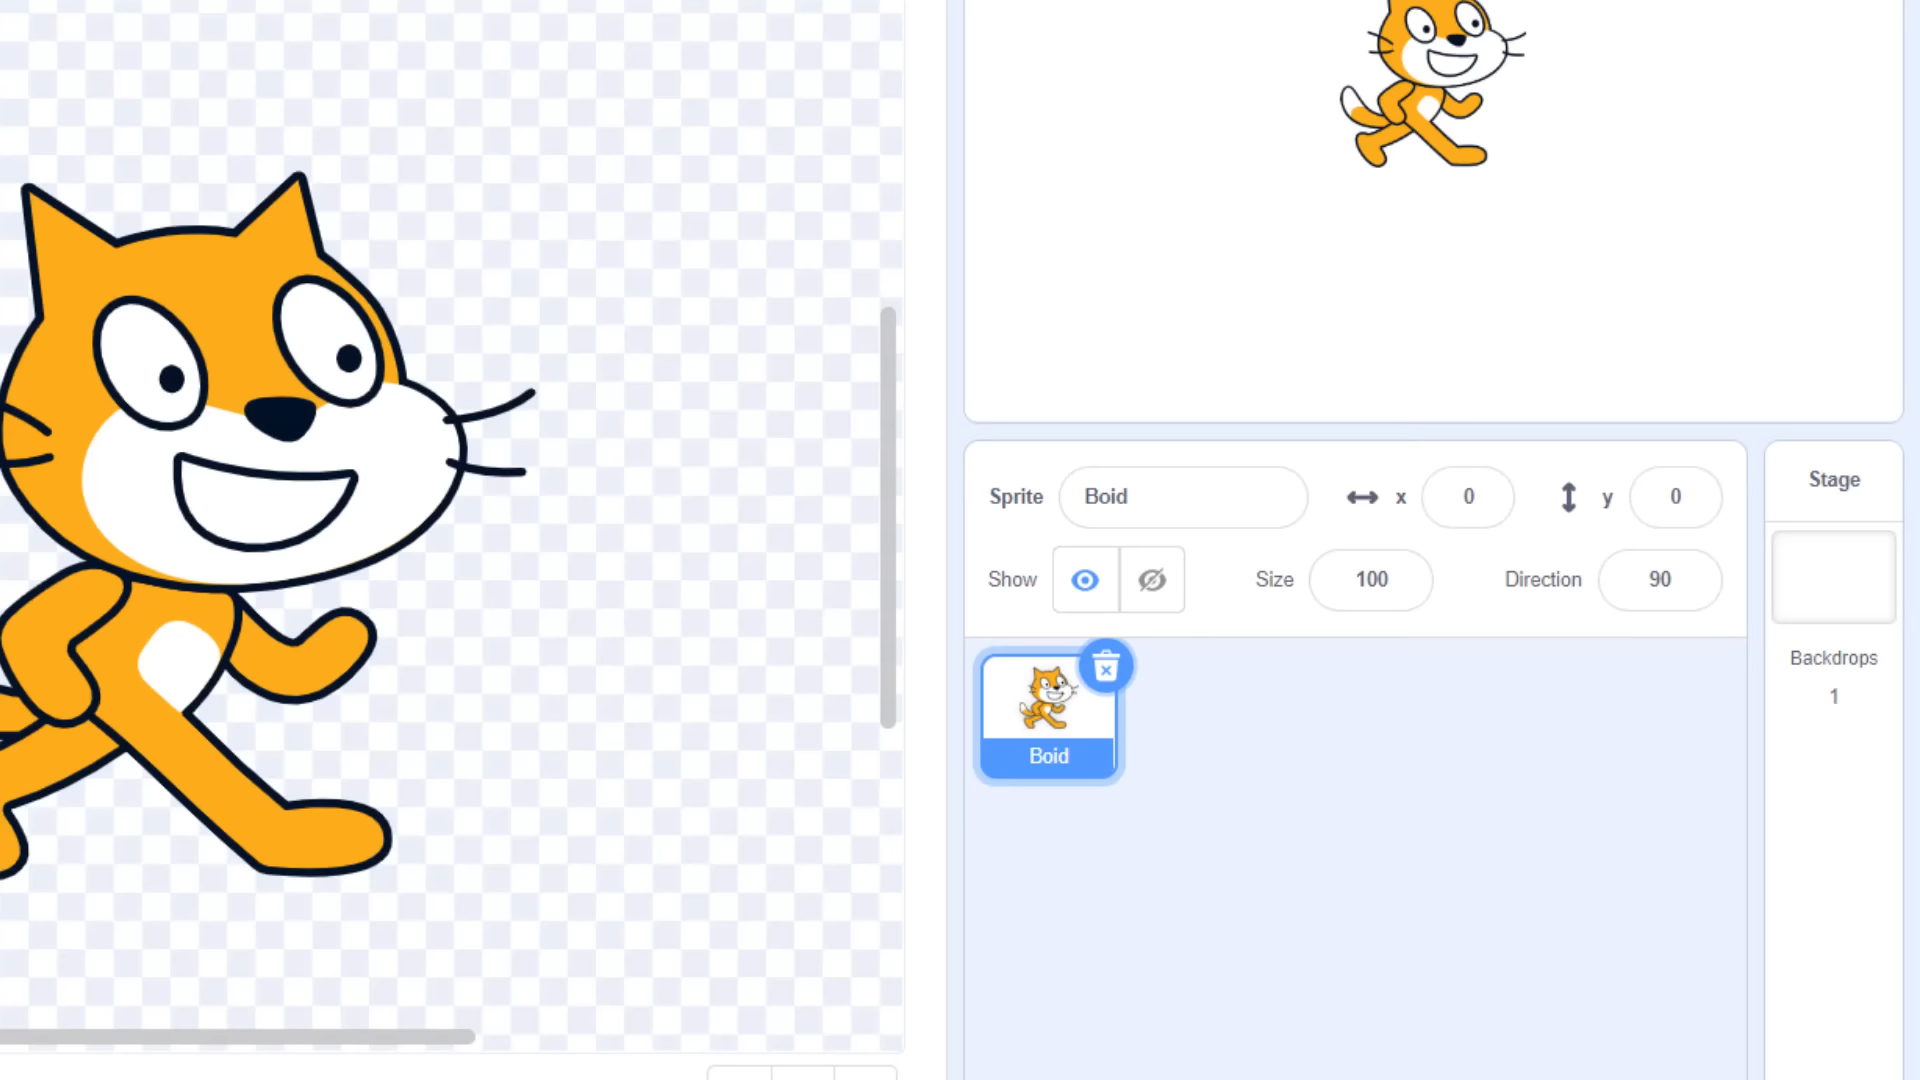 Sprite Boid x 0 y 0
Show Size 100 Direction 90
Boid
Stage
Backdrops
1